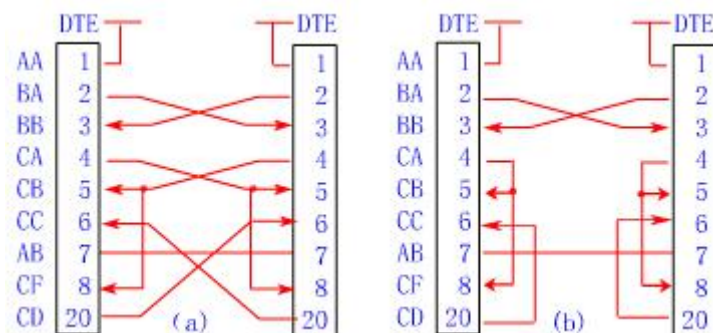 DTE DTE DTE DTE
AA 1 1 AA 1 1
BA 2 2 BA 2 2
BB 3 3 BB 3 3
CA 4 4 CA 4 4
CB 5 5 CB 5 5
CC 6 6 CC 6 6
AB 7 7 AB 7 7
CF 8 8 CF 8 8
CD 20 (a) 20 CD 20 (b) 20